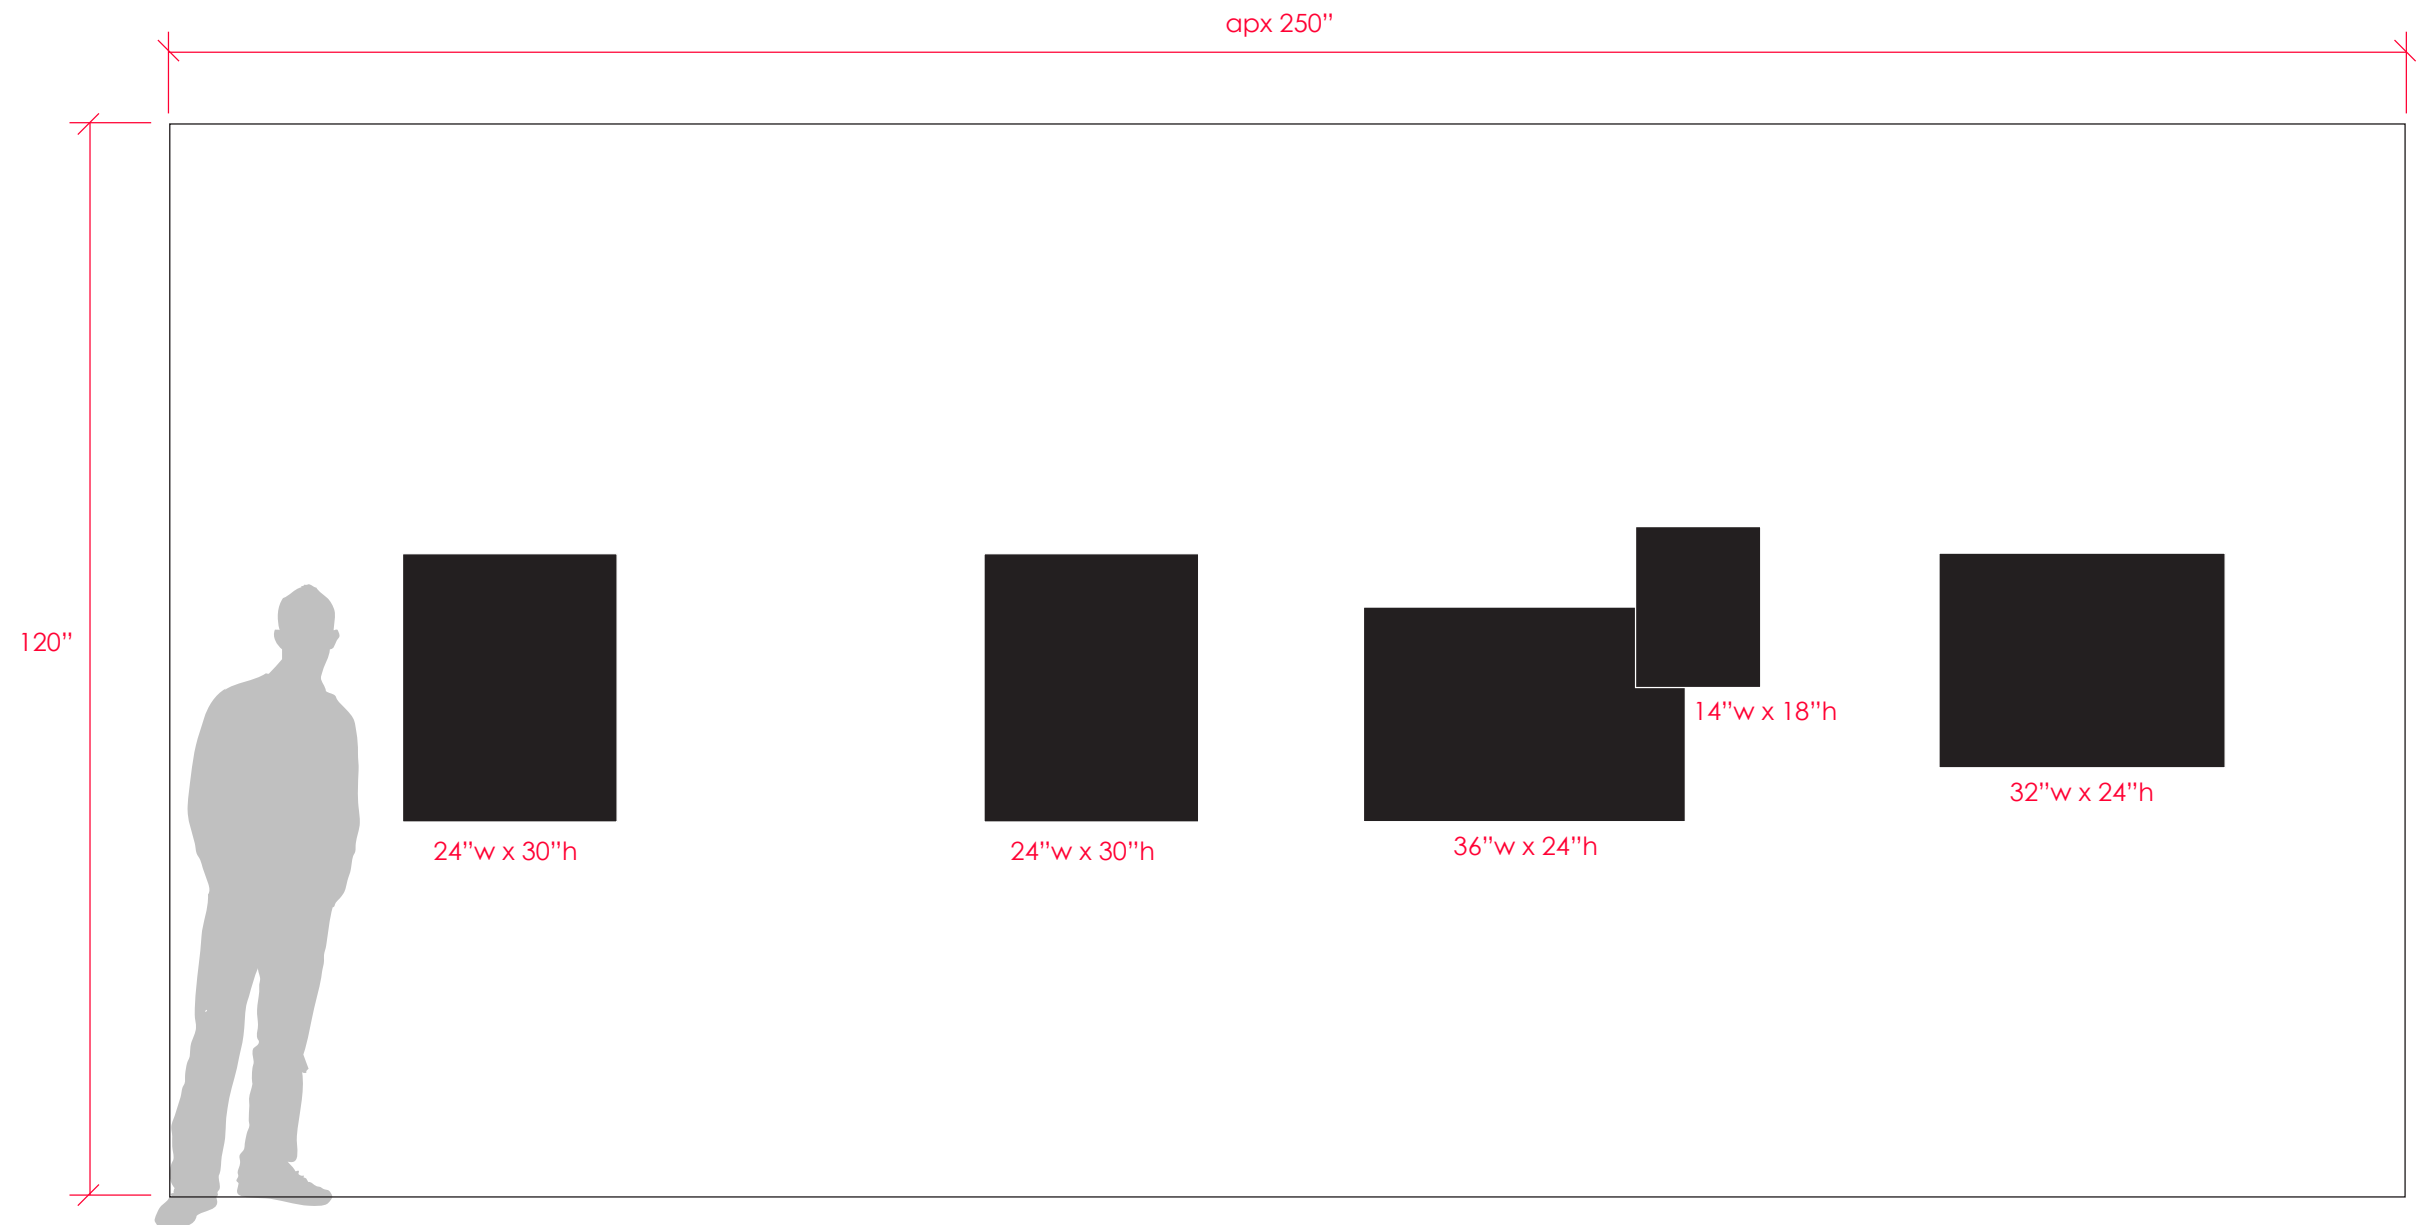 apx 250”
120”
24”w x 30”h
24”w x 30”h
36”w x 24”h
14”w x 18”h
32”w x 24”h